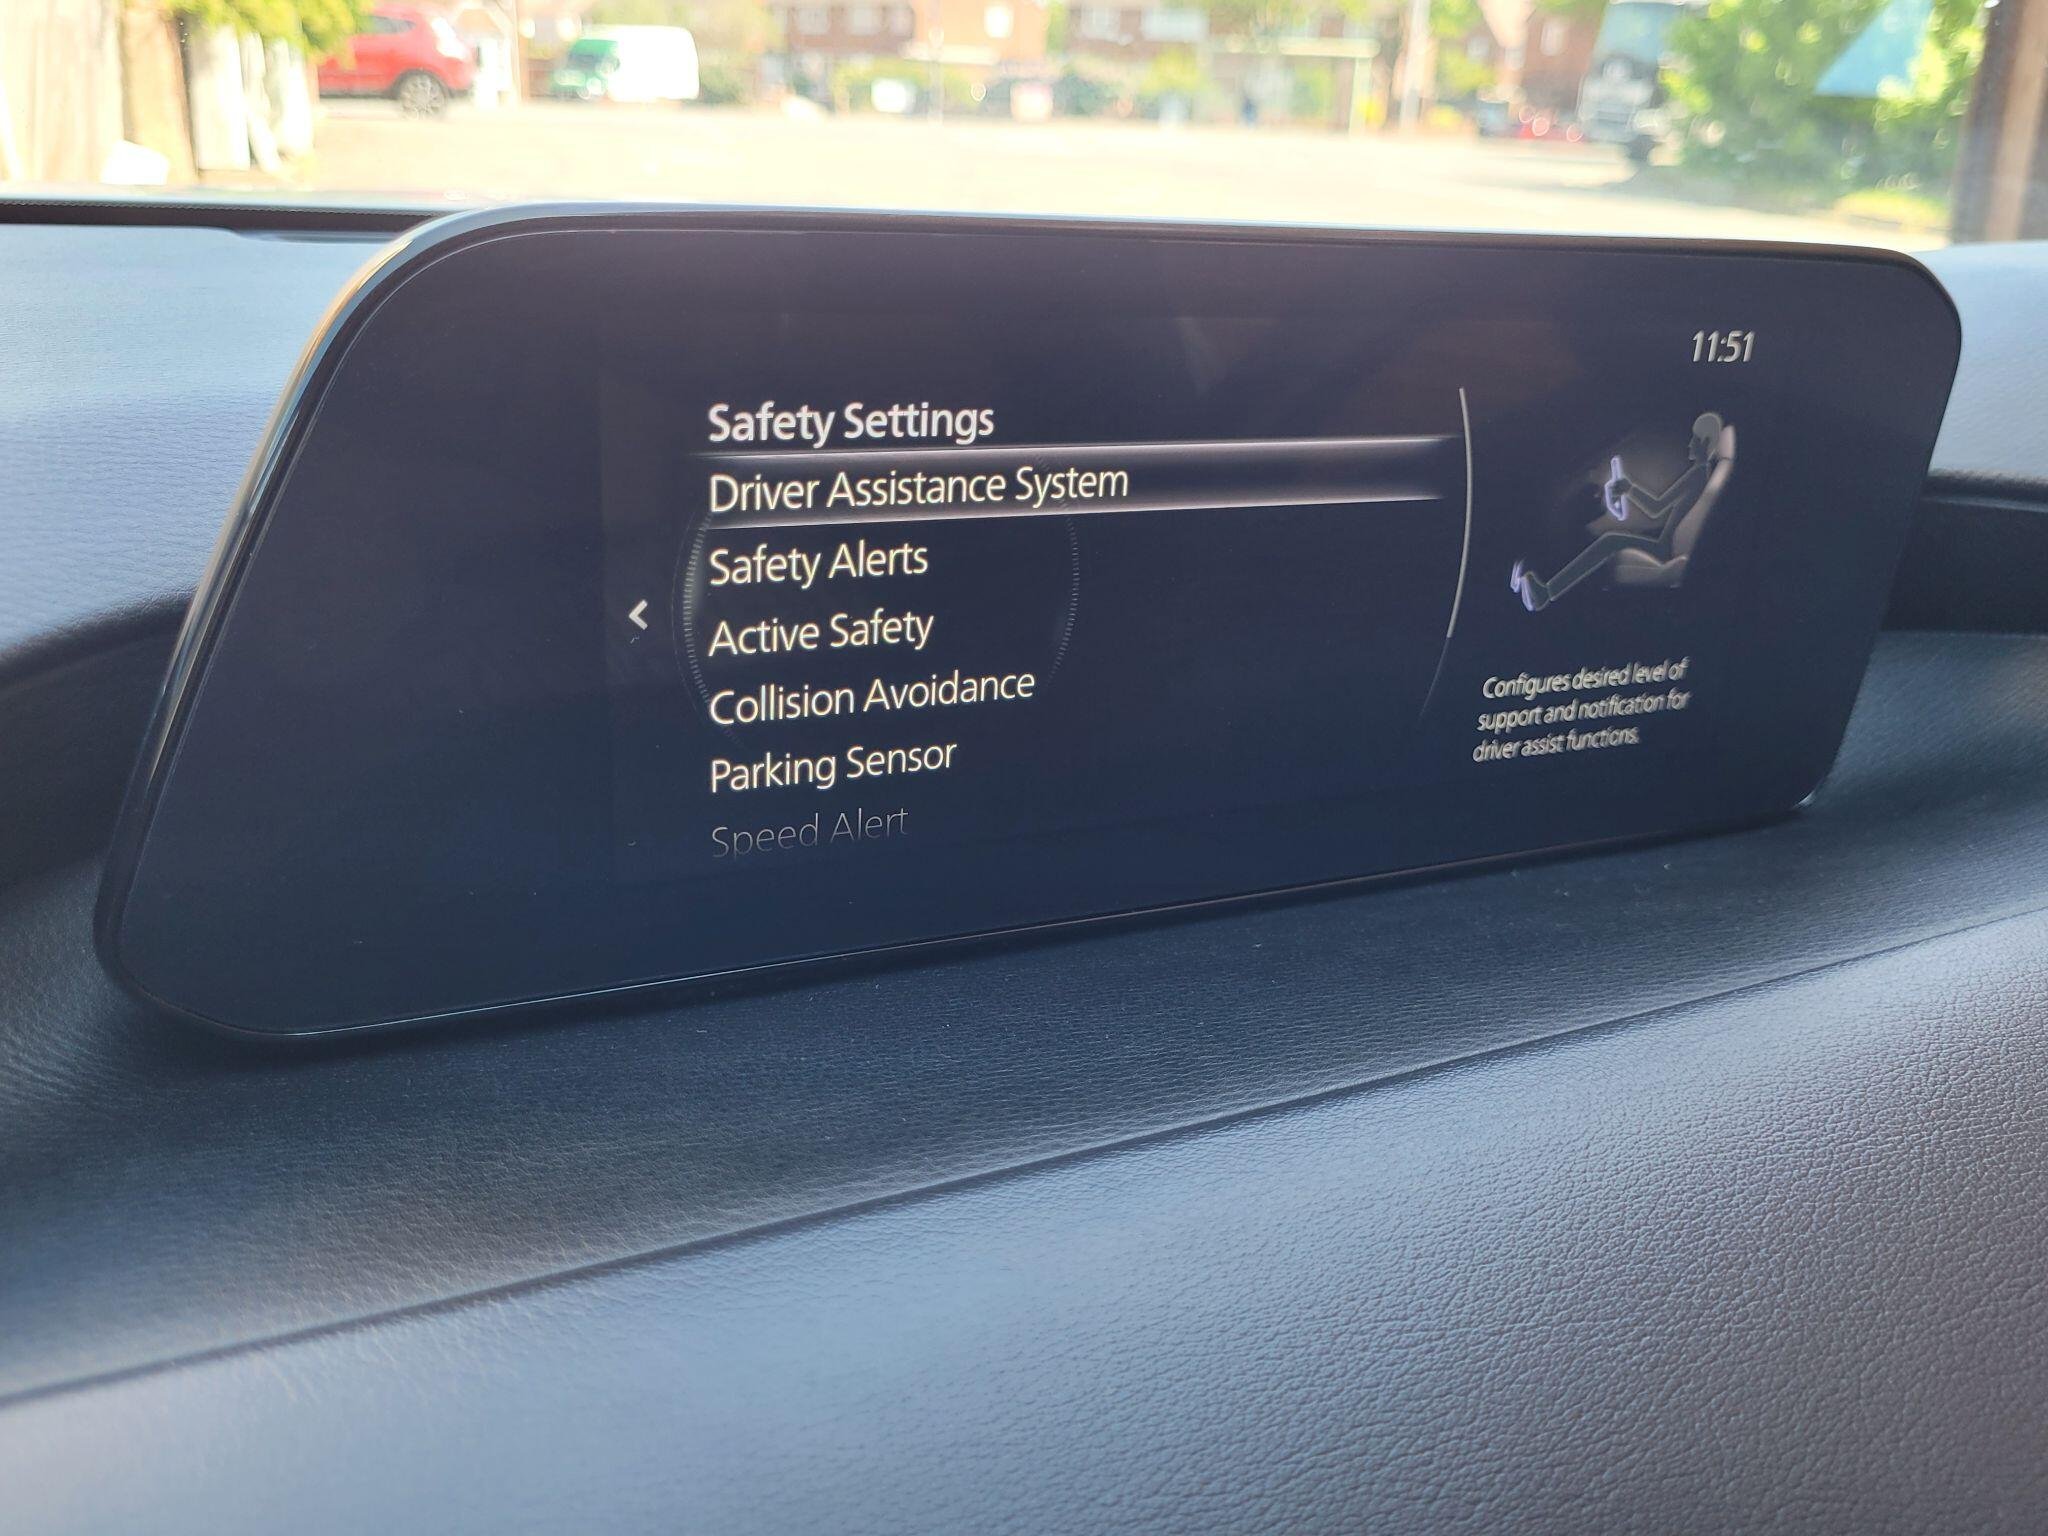 11:51
Safety Settings
Driver Assistance System
Safety Alerts
Active Safety
Collision Avoidance
Parking Sensor
Speed Alert
Configures desired level of
support and notification for
driver assist functions.